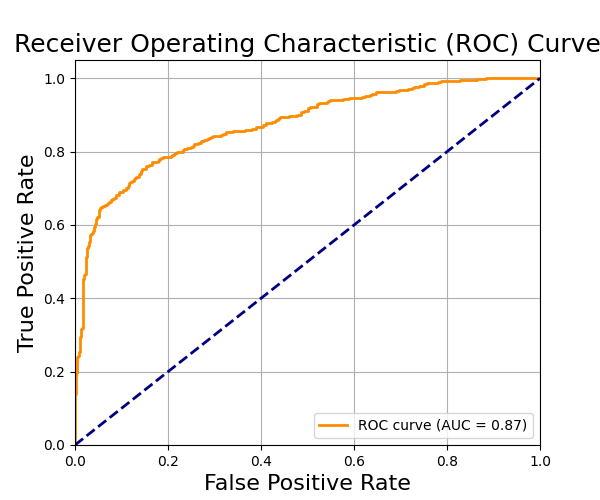 Receiver Operating Characteristic (ROC) Curve
True Positive Rate
1.0
0.8
0.6
0.4
0.2
0.0
ROC curve (AUC = 0.87)
0.0 0.2 0.4 0.6 0.8 1.0
False Positive Rate